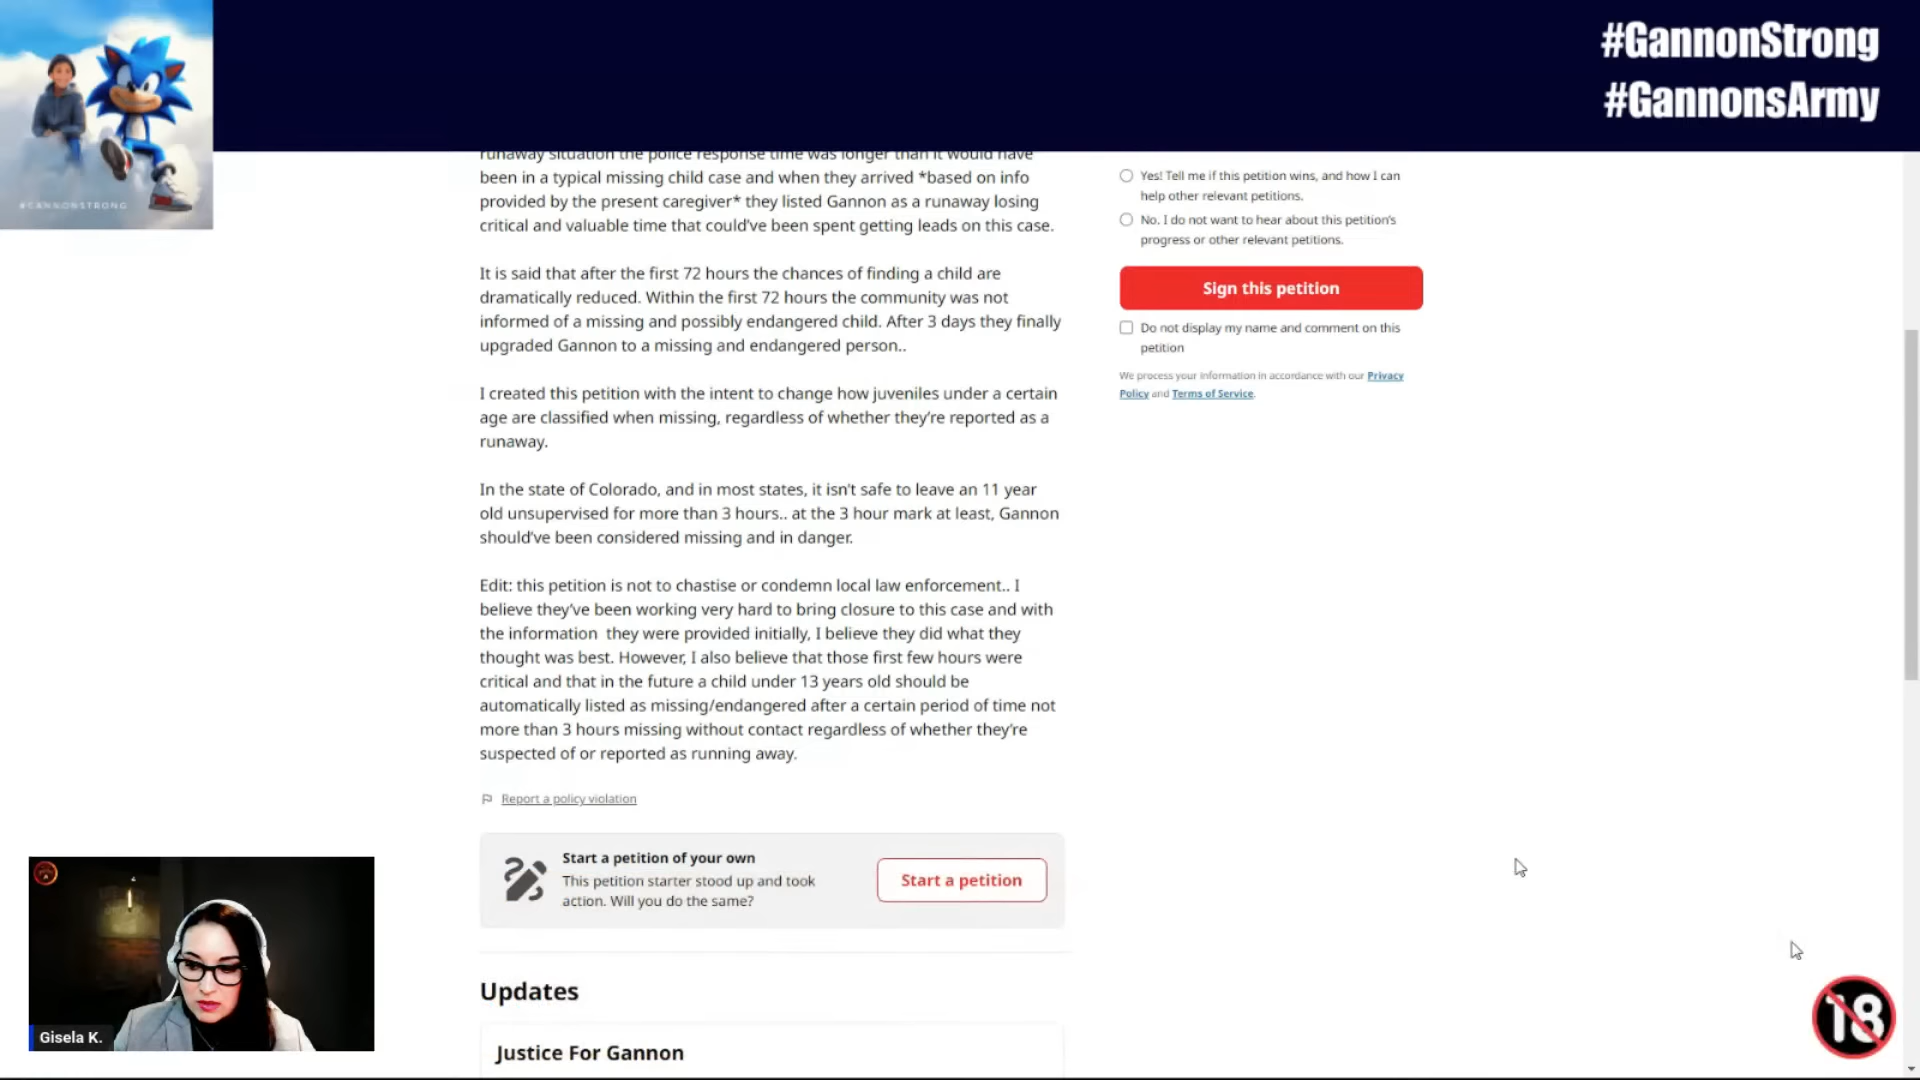 #GannonStrong
#GannonsArmy
#GANNONSTRONG
runaway situation the police response time was longer than it would have
been in a typical missing child case and when they arrived *based on info
provided by the present caregiver* they listed Gannon as a runaway losing
critical and valuable time that could've been spent getting leads on this case.
It is said that after the first 72 hours the chances of finding a child are
dramatically reduced. Within the first 72 hours the community was not
informed of a missing and possibly endangered child. After 3 days they finally
upgraded Gannon to a missing and endangered person..
I created this petition with the intent to change how juveniles under a certain
age are classified when missing, regardless of whether they're reported as a
runaway.
In the state of Colorado, and in most states, it isn't safe to leave an 11 year
old unsupervised for more than 3 hours.. at the 3 hour mark at least, Gannon
should've been considered missing and in danger.
Edit: this petition is not to chastise or condemn local law enforcement.. I
believe they've been working very hard to bring closure to this case and with
the information they were provided initially, I believe they did what they
thought was best. However, I also believe that those first few hours were
critical and that in the future a child under 13 years old should be
automatically listed as missing/endangered after a certain period of time not
more than 3 hours missing without contact regardless of whether they're
suspected of or reported as running away.
Report a policy violation
Start a petition of your own
This petition starter stood up and took
action. Will you do the same?
Start a petition
Updates
Justice For Gannon
Yes! Tell me if this petition wins, and how I can
help other relevant petitions.
No. I do not want to hear about this petition's
progress or other relevant petitions.
Sign this petition
Do not display my name and comment on this
petition
We process your information in accordance with our Privacy
Policy and Terms of Service.
Gisela K.
18